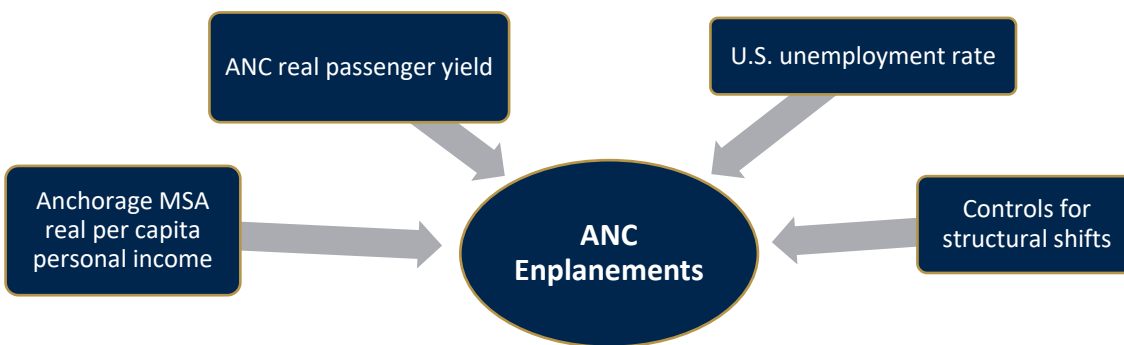 ANC real passenger yield
U.S. unemployment rate
Anchorage MSA
real per capita
personal income
ANC
Enplanements
Controls for
structural shifts